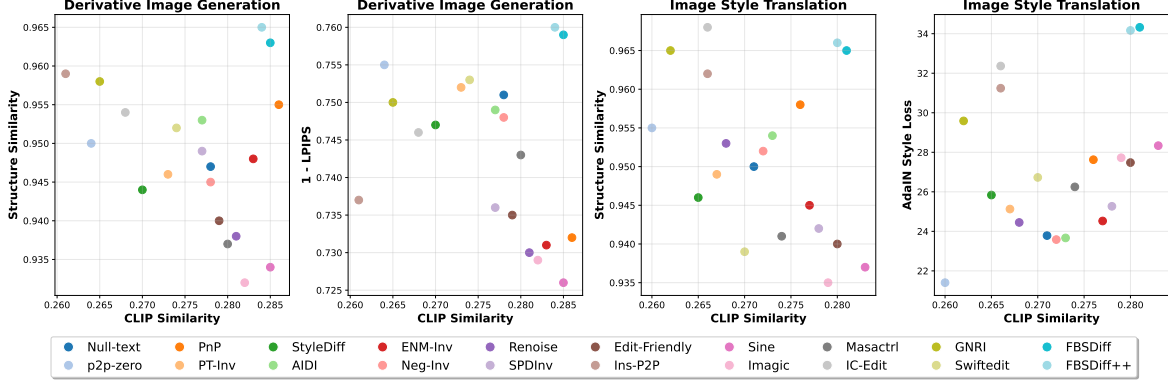 Derivative Image Generation
Structure Similarity
0.965
0.960
0.955
0.950
0.945
0.940
0.935
0.260 0.265 0.270 0.275 0.280 0.285
CLIP Similarity
Derivative Image Generation
1 - LPIPS
0.760
0.755
0.750
0.745
0.740
0.735
0.730
0.725
0.260 0.265 0.270 0.275 0.280 0.285
CLIP Similarity
Image Style Translation
Structure Similarity
0.965
0.960
0.955
0.950
0.945
0.940
0.935
0.260 0.265 0.270 0.275 0.280
CLIP Similarity
Image Style Translation
AdaIN Style Loss
34
32
30
28
26
24
22
0.260 0.265 0.270 0.275 0.280
CLIP Similarity
Null-text PnP StyleDiff ENM-Inv Renoise Edit-Friendly Sine Masactrl GNRI FBSDiff
p2p-zero PT-Inv AIDI Neg-Inv SPDInv Ins-P2P Imagic IC-Edit Swiftedit FBSDiff++